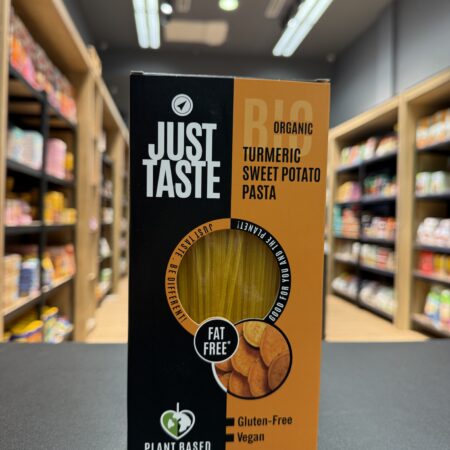 BIO
ORGANIC
JUST
TASTE
TURMERIC
SWEET POTATO
PASTA
JUST TASTE, BE DIFFERENT!
GOOD FOR YOU AND THE PLANET!
FAT
FREE*
Gluten-Free
Vegan
PLANT BASED